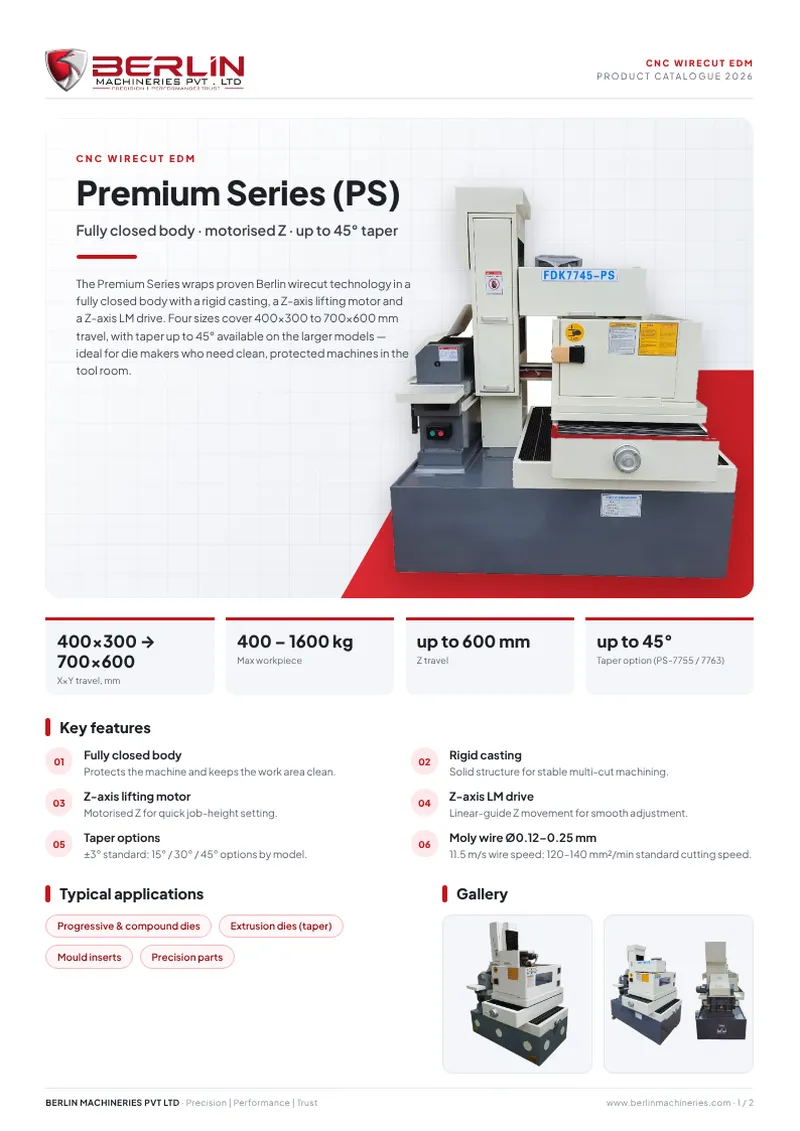 BERLIN
MACHINERIES PVT . LTD
PRECISION | PERFORMANCE | TRUST
CNC WIRECUT EDM
PRODUCT CATALOGUE 2026
CNC WIRECUT EDM
Premium Series (PS)
Fully closed body · motorised Z · up to 45° taper
The Premium Series wraps proven Berlin wirecut technology in a
fully closed body with a rigid casting, a Z-axis lifting motor and
a Z-axis LM drive. Four sizes cover 400×300 to 700×600 mm
travel, with taper up to 45° available on the larger models —
ideal for die makers who need clean, protected machines in the
tool room.
FDK7745-PS
400×300 →
700×600
X×Y travel, mm
400 – 1600 kg
Max workpiece
up to 600 mm
Z travel
up to 45°
Taper option (PS-7755 / 7763)
Key features
01 Fully closed body
Protects the machine and keeps the work area clean.
02 Rigid casting
Solid structure for stable multi-cut machining.
03 Z-axis lifting motor
Motorised Z for quick job-height setting.
04 Z-axis LM drive
Linear-guide Z movement for smooth adjustment.
05 Taper options
±3° standard; 15° / 30° / 45° options by model.
06 Moly wire Ø0.12–0.25 mm
11.5 m/s wire speed; 120–140 mm²/min standard cutting speed.
Typical applications
Progressive & compound dies
Extrusion dies (taper)
Mould inserts
Precision parts
Gallery
BERLIN MACHINERIES PVT LTD · Precision | Performance | Trust
www.berlinmachineries.com · 1 / 2